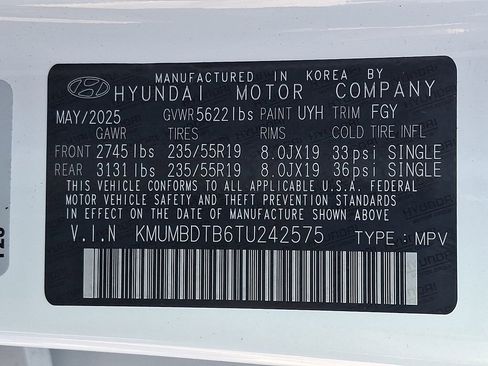 MANUFACTURED IN KOREA BY
HYUNDAI MOTOR COMPANY
MAY/2025 GVWR 5622lbs PAINT UYH TRIM FGY
GAWR TIRES RIMS COLD TIRE INFL
FRONT 2745lbs 235/55R19 8.0JX19 33psi SINGLE
REAR 3131lbs 235/55R19 8.0JX19 36psi SINGLE
THIS VEHICLE CONFORMS TO ALL APPLICABLE U.S.A. FEDERAL
MOTOR VEHICLE SAFETY AND THEFT PREVENTION STANDARDS
IN EFFECT ON THE DATE OF MANUFACTURE SHOWN ABOVE.
V.I.N KMUMBDTB6TU242575 TYPE : MPV